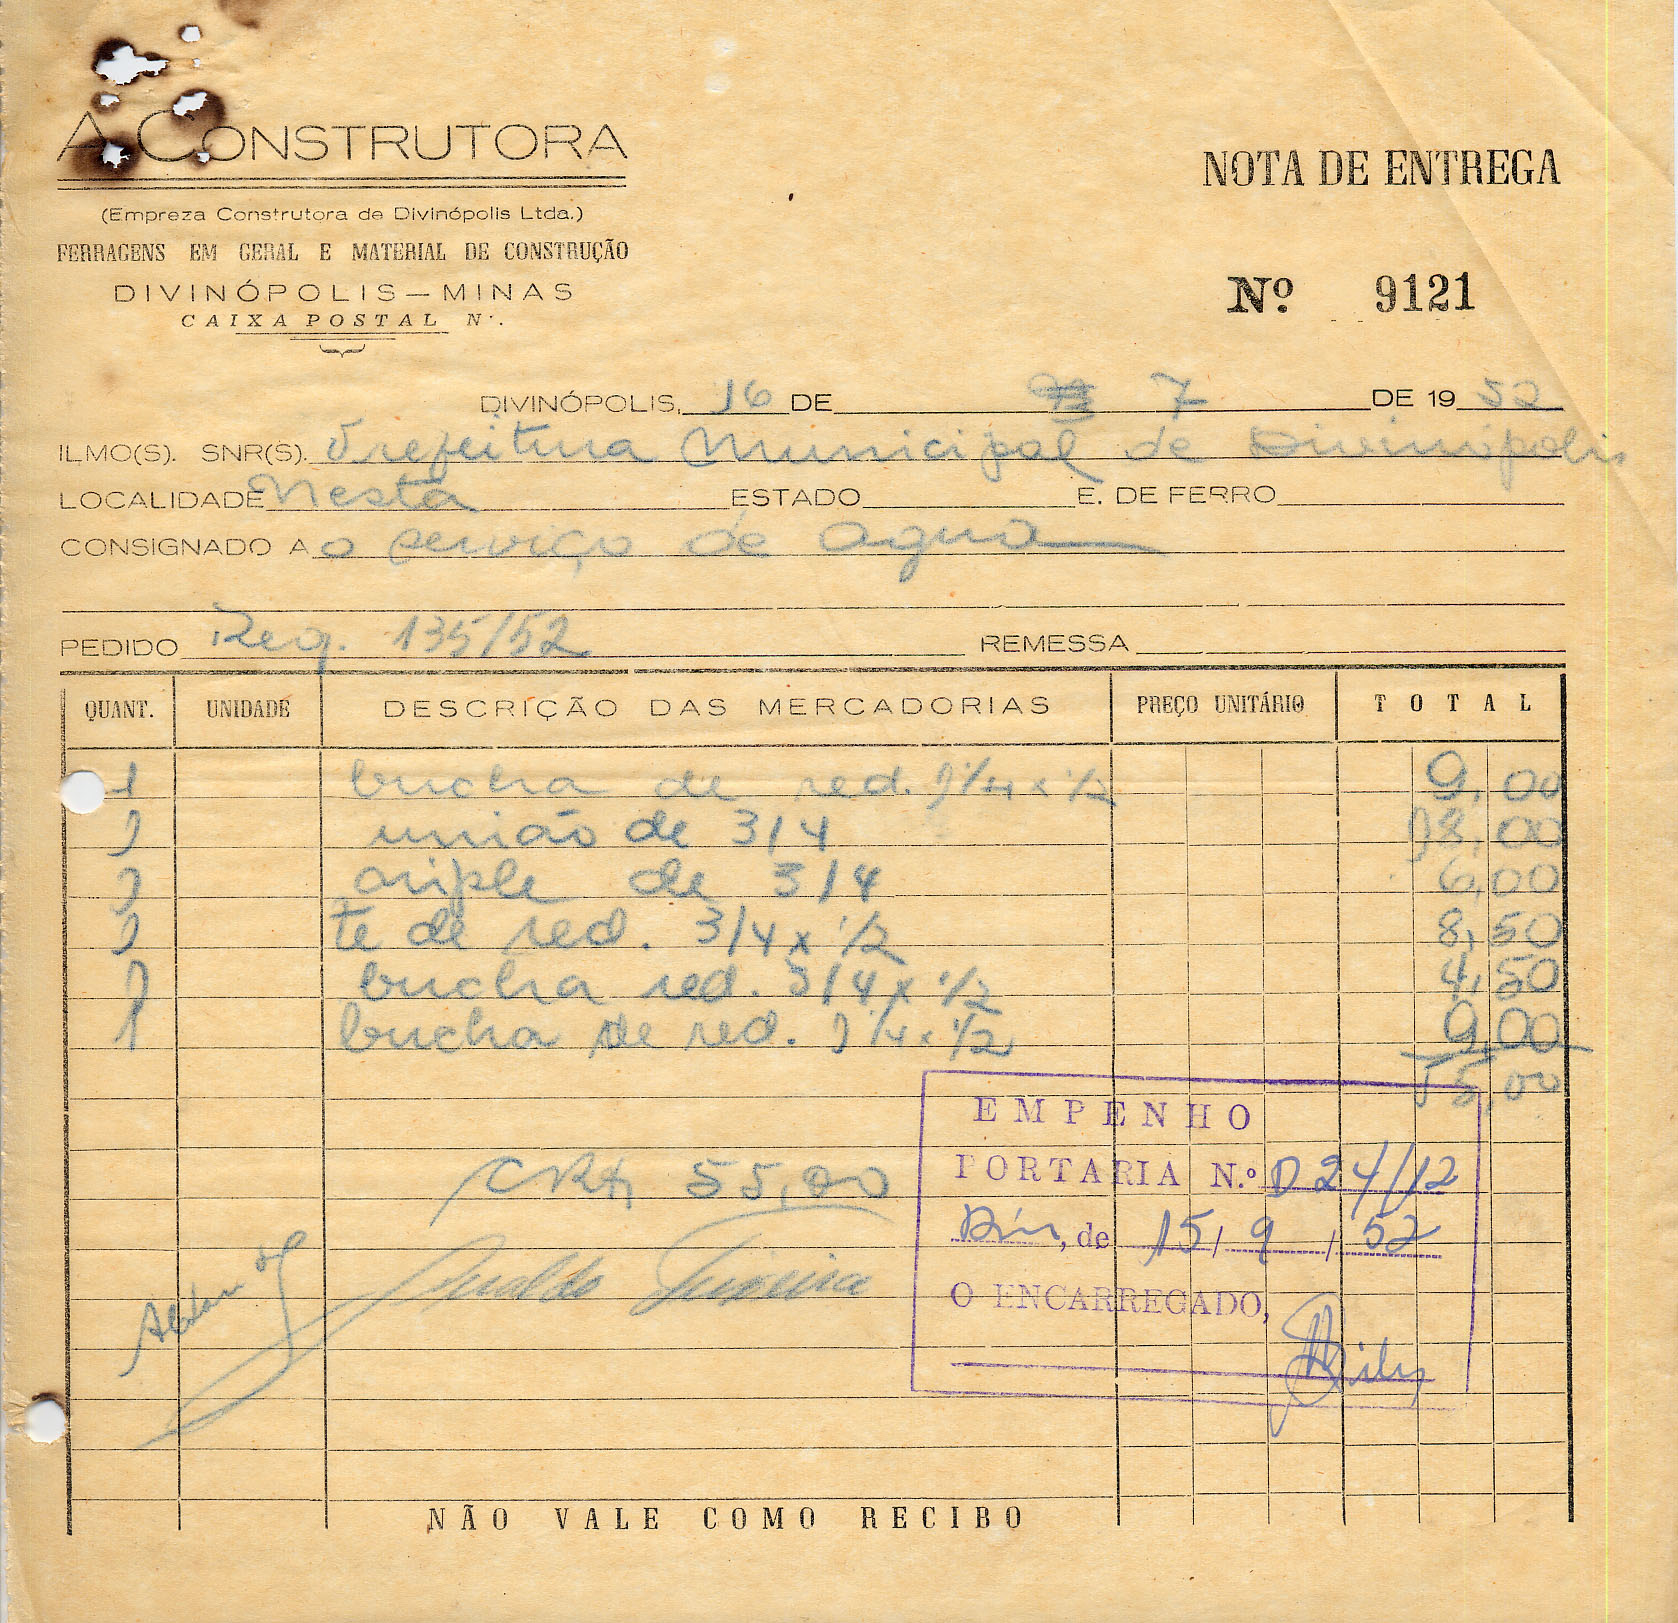 A CONSTRUTORA
(Empreza Construtora de Divinópolis Ltda.)
FERRAGENS EM GERAL E MATERIAL DE CONSTRUÇÃO
DIVINÓPOLIS — MINAS
CAIXA POSTAL N°.
NOTA DE ENTREGA
Nº 9121
DIVINÓPOLIS, 16 DE 7 DE 19 52
ILMO(S). SNR(S). Prefeitura Municipal de Divinópolis
LOCALIDADE Nesta ESTADO E. DE FERRO
CONSIGNADO A o serviço de agua
PEDIDO Req. 135/52 REMESSA
QUANT. UNIDADE DESCRIÇÃO DAS MERCADORIAS PREÇO UNITÁRIO TOTAL
1 bucha de red. 1 1/4 x 1/2 9,00
1 união de 3/4 18,00
1 niple de 3/4 6,00
1 te de red. 3/4 x 1/2 8,50
1 bucha red. 3/4 x 1/2 4,50
1 bucha de red. 1 1/4 x 1/2 9,00
55,00
EMPENHO
PORTARIA N.º D 24/12
Div, de 15 / 9 / 52
O ENCARREGADO,
CR$ 55,00
Teixeira
NÃO VALE COMO RECIBO